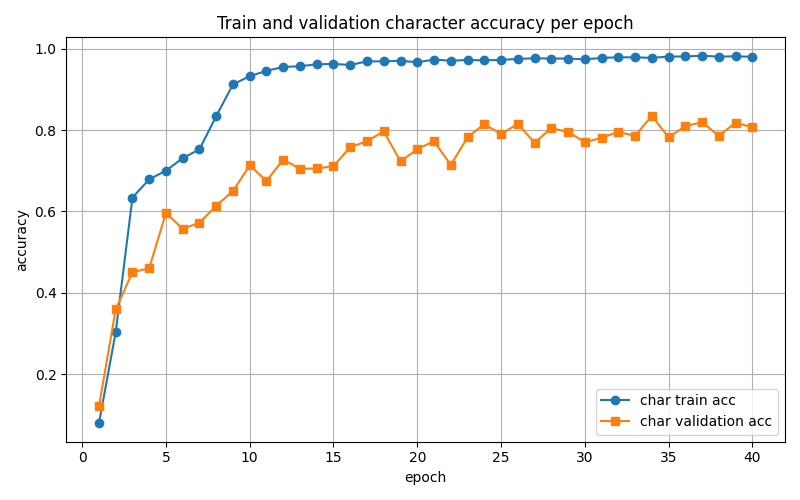 Train and validation character accuracy per epoch
1.0
0.8
0.6
0.4
0.2
accuracy
0 5 10 15 20 25 30 35 40
epoch
char train acc
char validation acc